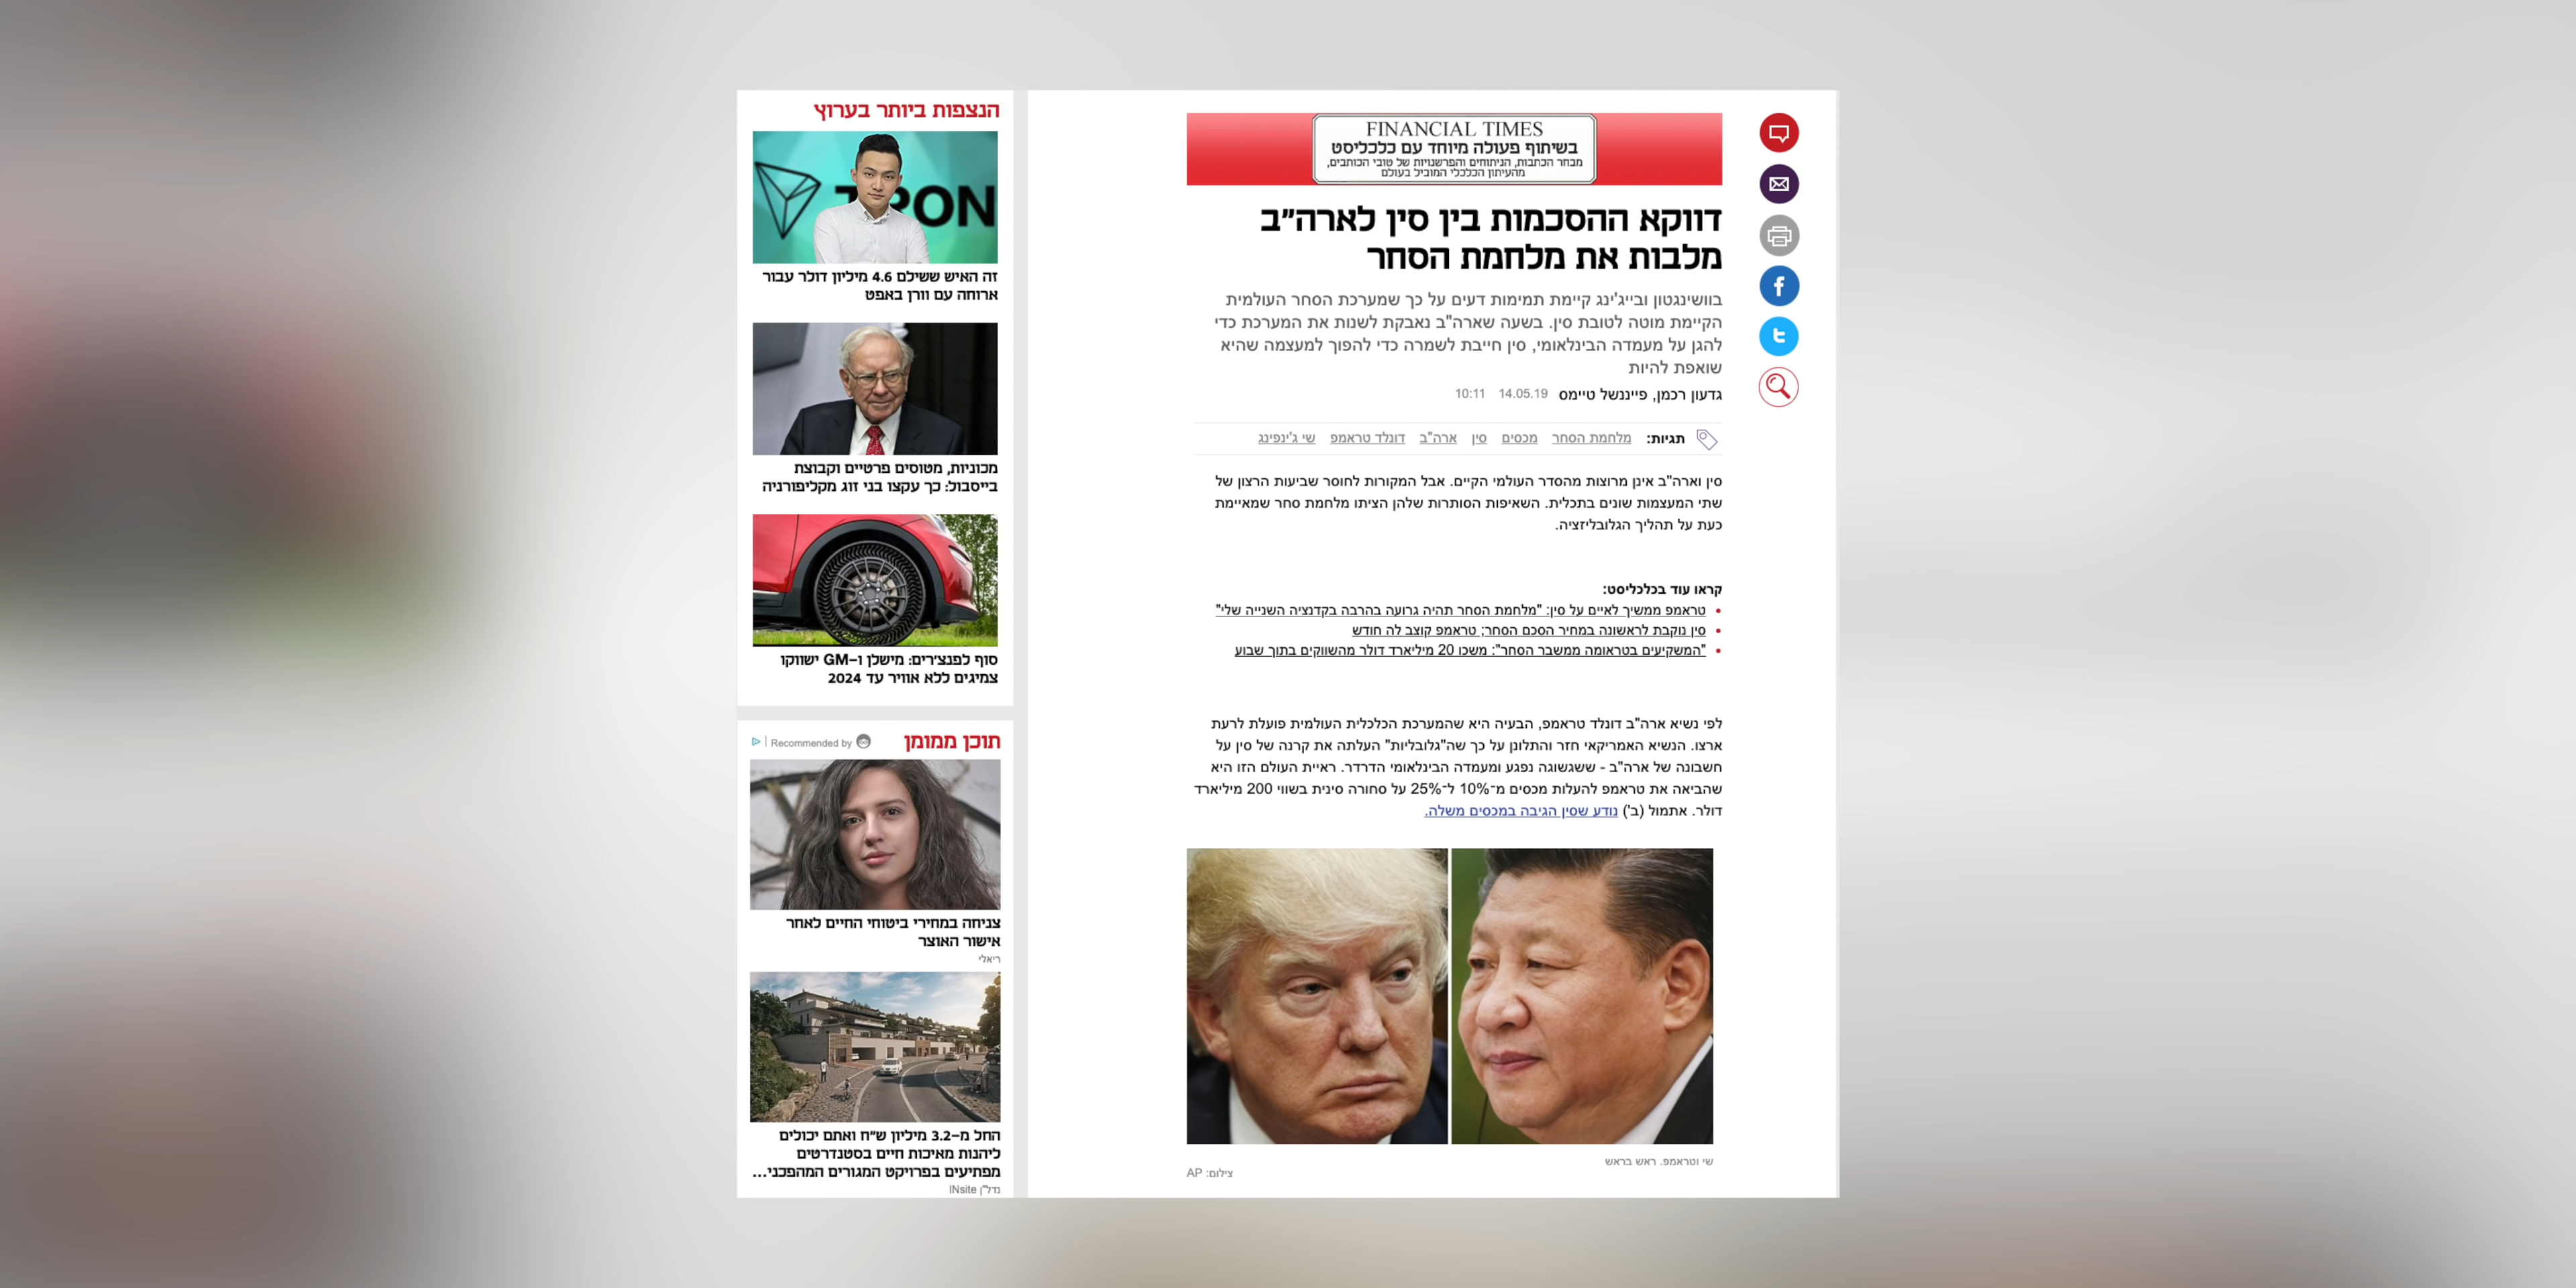 FINANCIAL TIMES
בשיתוף פעולה מיוחד עם כלכליסט
מבחר הכתבות, הניתוחים והפרשנויות של טובי הכותבים,
מהעיתון הכלכלי המוביל בעולם
דווקא ההסכמות בין סין לארה״ב
מלבות את מלחמת הסחר
בוושינגטון ובייג'ינג קיימת תמימות דעים על כך שמערכת הסחר העולמית
הקיימת מוטה לטובת סין. בשעה שארה"ב נאבקת לשנות את המערכת כדי
להגן על מעמדה הבינלאומי, סין חייבת לשמרה כדי להפוך למעצמה שהיא
שואפת להיות
גדעון רכמן, פייננשל טיימס 14.05.19 10:11
תגיות: מלחמת הסחר מכסים סין ארה"ב דונלד טראמפ שי ג'ינפינג
סין וארה"ב אינן מרוצות מהסדר העולמי הקיים. אבל המקורות לחוסר שביעות הרצון של
שתי המעצמות שונים בתכלית. השאיפות הסותרות שלהן הציתו מלחמת סחר שמאיימת
כעת על תהליך הגלובליזציה.
קראו עוד בכלכליסט:
• טראמפ ממשיך לאיים על סין: "מלחמת הסחר תהיה גרועה בהרבה בקדנציה השנייה שלי"
• סין נוקבת לראשונה במחיר הסכם הסחר; טראמפ קוצב לה חודש
• "המשקיעים בטראומה ממשבר הסחר": משכו 20 מיליארד דולר מהשווקים בתוך שבוע
לפי נשיא ארה"ב דונלד טראמפ, הבעיה היא שהמערכת הכלכלית העולמית פועלת לרעת
ארצו. הנשיא האמריקאי חזר והתלונן על כך שה"גלובליות" העלתה את קרנה של סין על
חשבונה של ארה"ב - ששגשוגה נפגע ומעמדה הבינלאומי הדרדר. ראיית העולם הזו היא
שהביאה את טראמפ להעלות מכסים מ־10% ל־25% על סחורה סינית בשווי 200 מיליארד
דולר. אתמול (ב') נודע שסין הגיבה במכסים משלה.
שי וטראמפ. ראש בראש
צילום: AP
הנצפות ביותר בערוץ
TRON
זה האיש ששילם 4.6 מיליון דולר עבור
ארוחה עם וורן באפט
מכוניות, מטוסים פרטיים וקבוצת
בייסבול: כך עקצו בני זוג מקליפורניה
סוף לפנצ׳רים: מישלן ו–GM ישווקו
צמיגים ללא אוויר עד 2024
תוכן ממומן
Recommended by
צניחה במחירי ביטוחי החיים לאחר
אישור האוצר
ריאלי
החל מ–3.2 מיליון ש״ח ואתם יכולים
ליהנות מאיכות חיים בסטנדרטים
מפתיעים בפרויקט המגורים המהפכני...
נדל"ן INsite